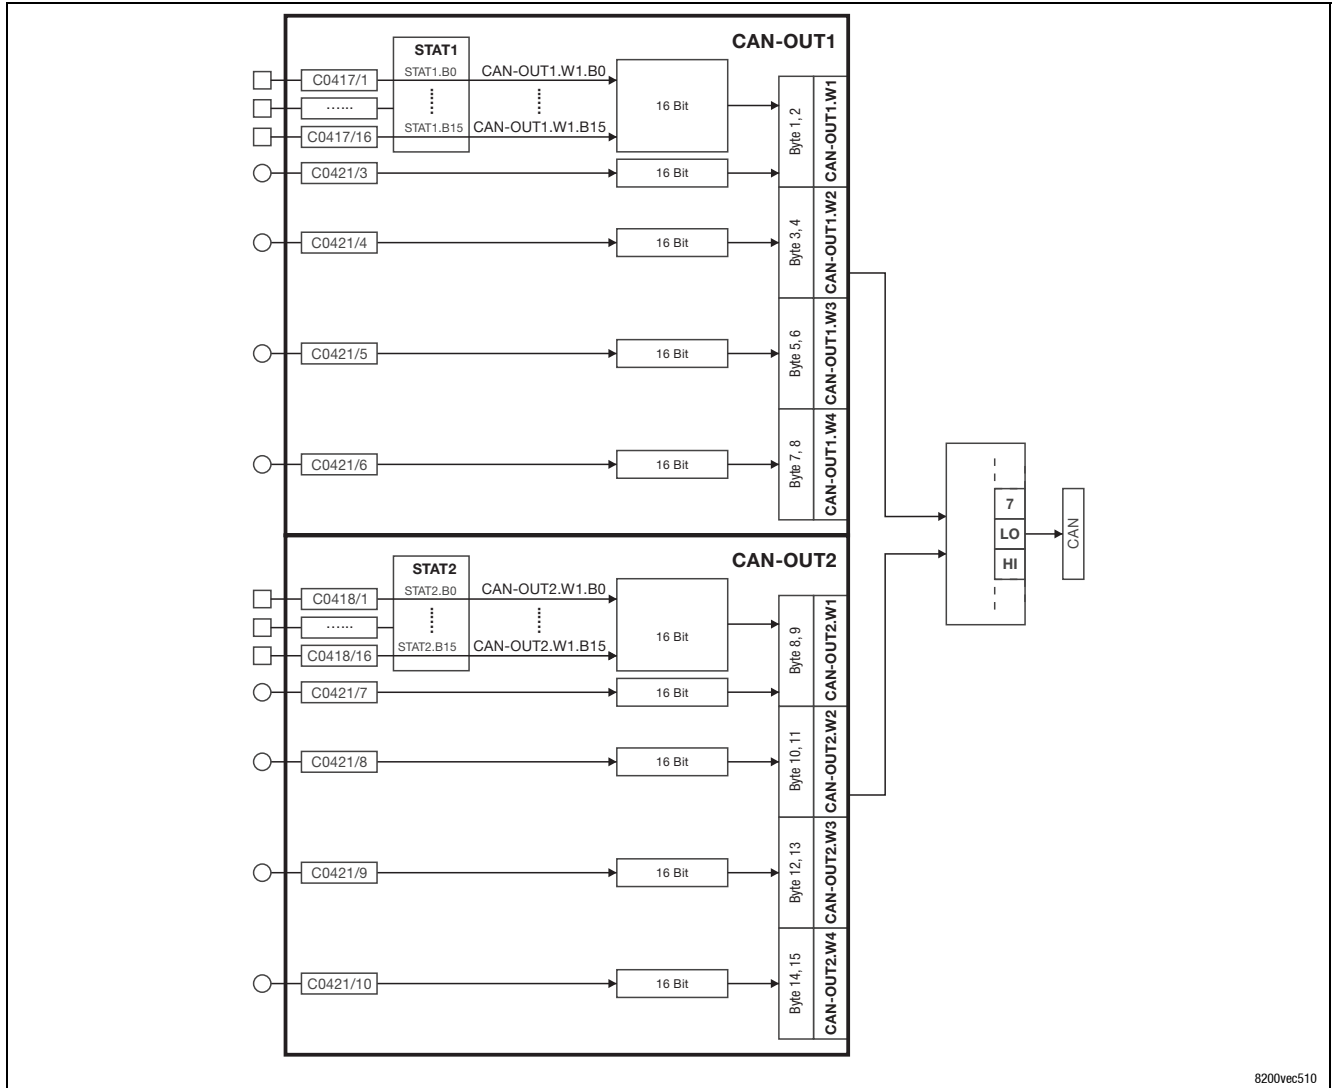 CAN-OUT1
STAT1
C0417/1
STAT1.B0
CAN-OUT1.W1.B0
......
16 Bit
C0417/16
STAT1.B15
CAN-OUT1.W1.B15
Byte 1, 2
CAN-OUT1.W1
C0421/3
16 Bit
C0421/4
16 Bit
Byte 3, 4
CAN-OUT1.W2
C0421/5
16 Bit
Byte 5, 6
CAN-OUT1.W3
C0421/6
16 Bit
Byte 7, 8
CAN-OUT1.W4
7
LO
HI
CAN
CAN-OUT2
STAT2
C0418/1
STAT2.B0
CAN-OUT2.W1.B0
......
16 Bit
C0418/16
STAT2.B15
CAN-OUT2.W1.B15
Byte 8, 9
CAN-OUT2.W1
C0421/7
16 Bit
C0421/8
16 Bit
Byte 10, 11
CAN-OUT2.W2
C0421/9
16 Bit
Byte 12, 13
CAN-OUT2.W3
C0421/10
16 Bit
Byte 14, 15
CAN-OUT2.W4
8200vec510